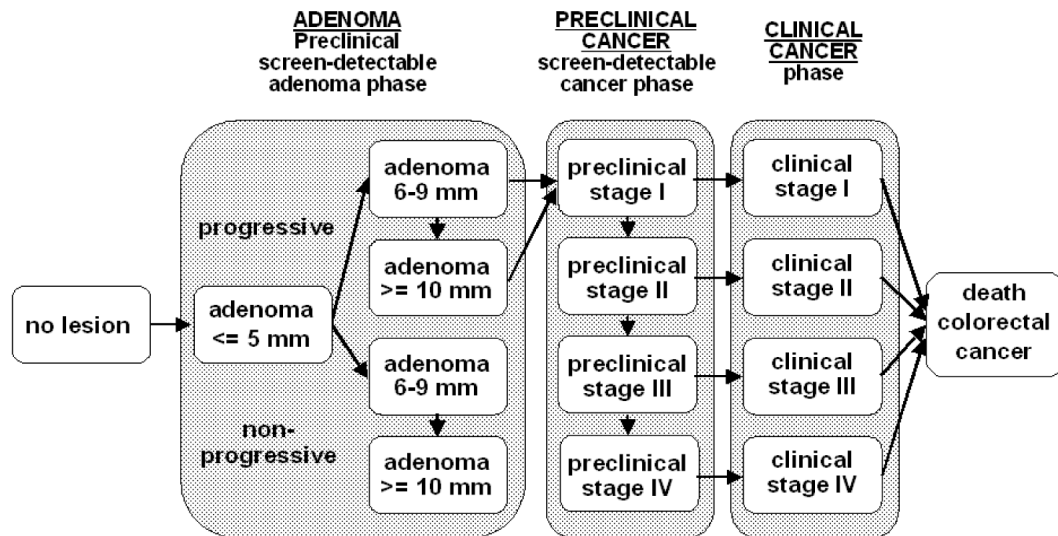 ADENOMA
Preclinical
screen-detectable
adenoma phase
PRECLINICAL
CANCER
screen-detectable
cancer phase
CLINICAL
CANCER
phase
no lesion
progressive
non-
progressive
adenoma
<= 5 mm
adenoma
6-9 mm
adenoma
>= 10 mm
adenoma
6-9 mm
adenoma
>= 10 mm
preclinical
stage I
preclinical
stage II
preclinical
stage III
preclinical
stage IV
clinical
stage I
clinical
stage II
clinical
stage III
clinical
stage IV
death
colorectal
cancer